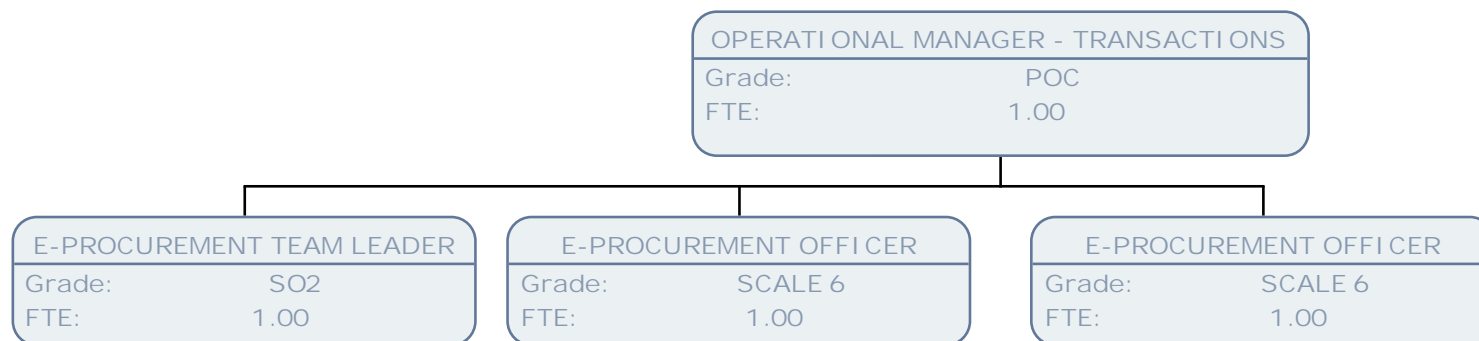 OPERATIONAL MANAGER - TRANSACTIONS
Grade: POC
FTE: 1.00
E-PROCUREMENT TEAM LEADER
Grade: SO2
FTE: 1.00
E-PROCUREMENT OFFICER
Grade: SCALE 6
FTE: 1.00
E-PROCUREMENT OFFICER
Grade: SCALE 6
FTE: 1.00